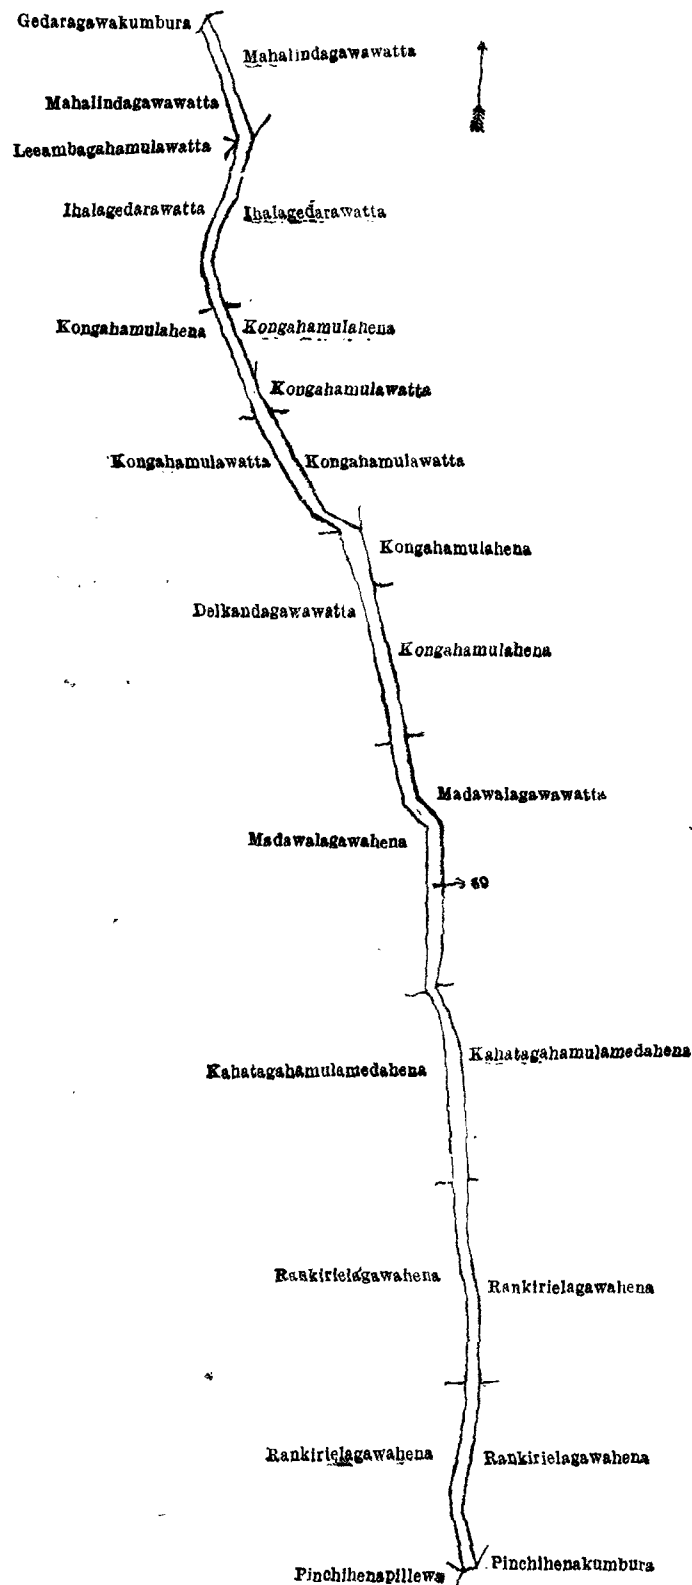 Gedaragawakumbura
Mahalindagawawatta
Mahalindagawawatta
Leeambagahamulawatta
Ihalagedarawatta
Ihalagedarawatta
Kongahamulahena
Kongahamulahena
Kongahamulawatta
Kongahamulawatta
Kongahamulawatta
Kongahamulahena
Delkandagawawatta
Kongahamulahena
Madawalagawawatta
Madawalagawahena
69
Kahatagahamulamedahena
Kahatagahamulamedahena
Rankirielagawahena
Rankirielagawahena
Rankirielagawahena
Rankirielagawahena
Pinchihenakumbura
Pinchihenapillewa